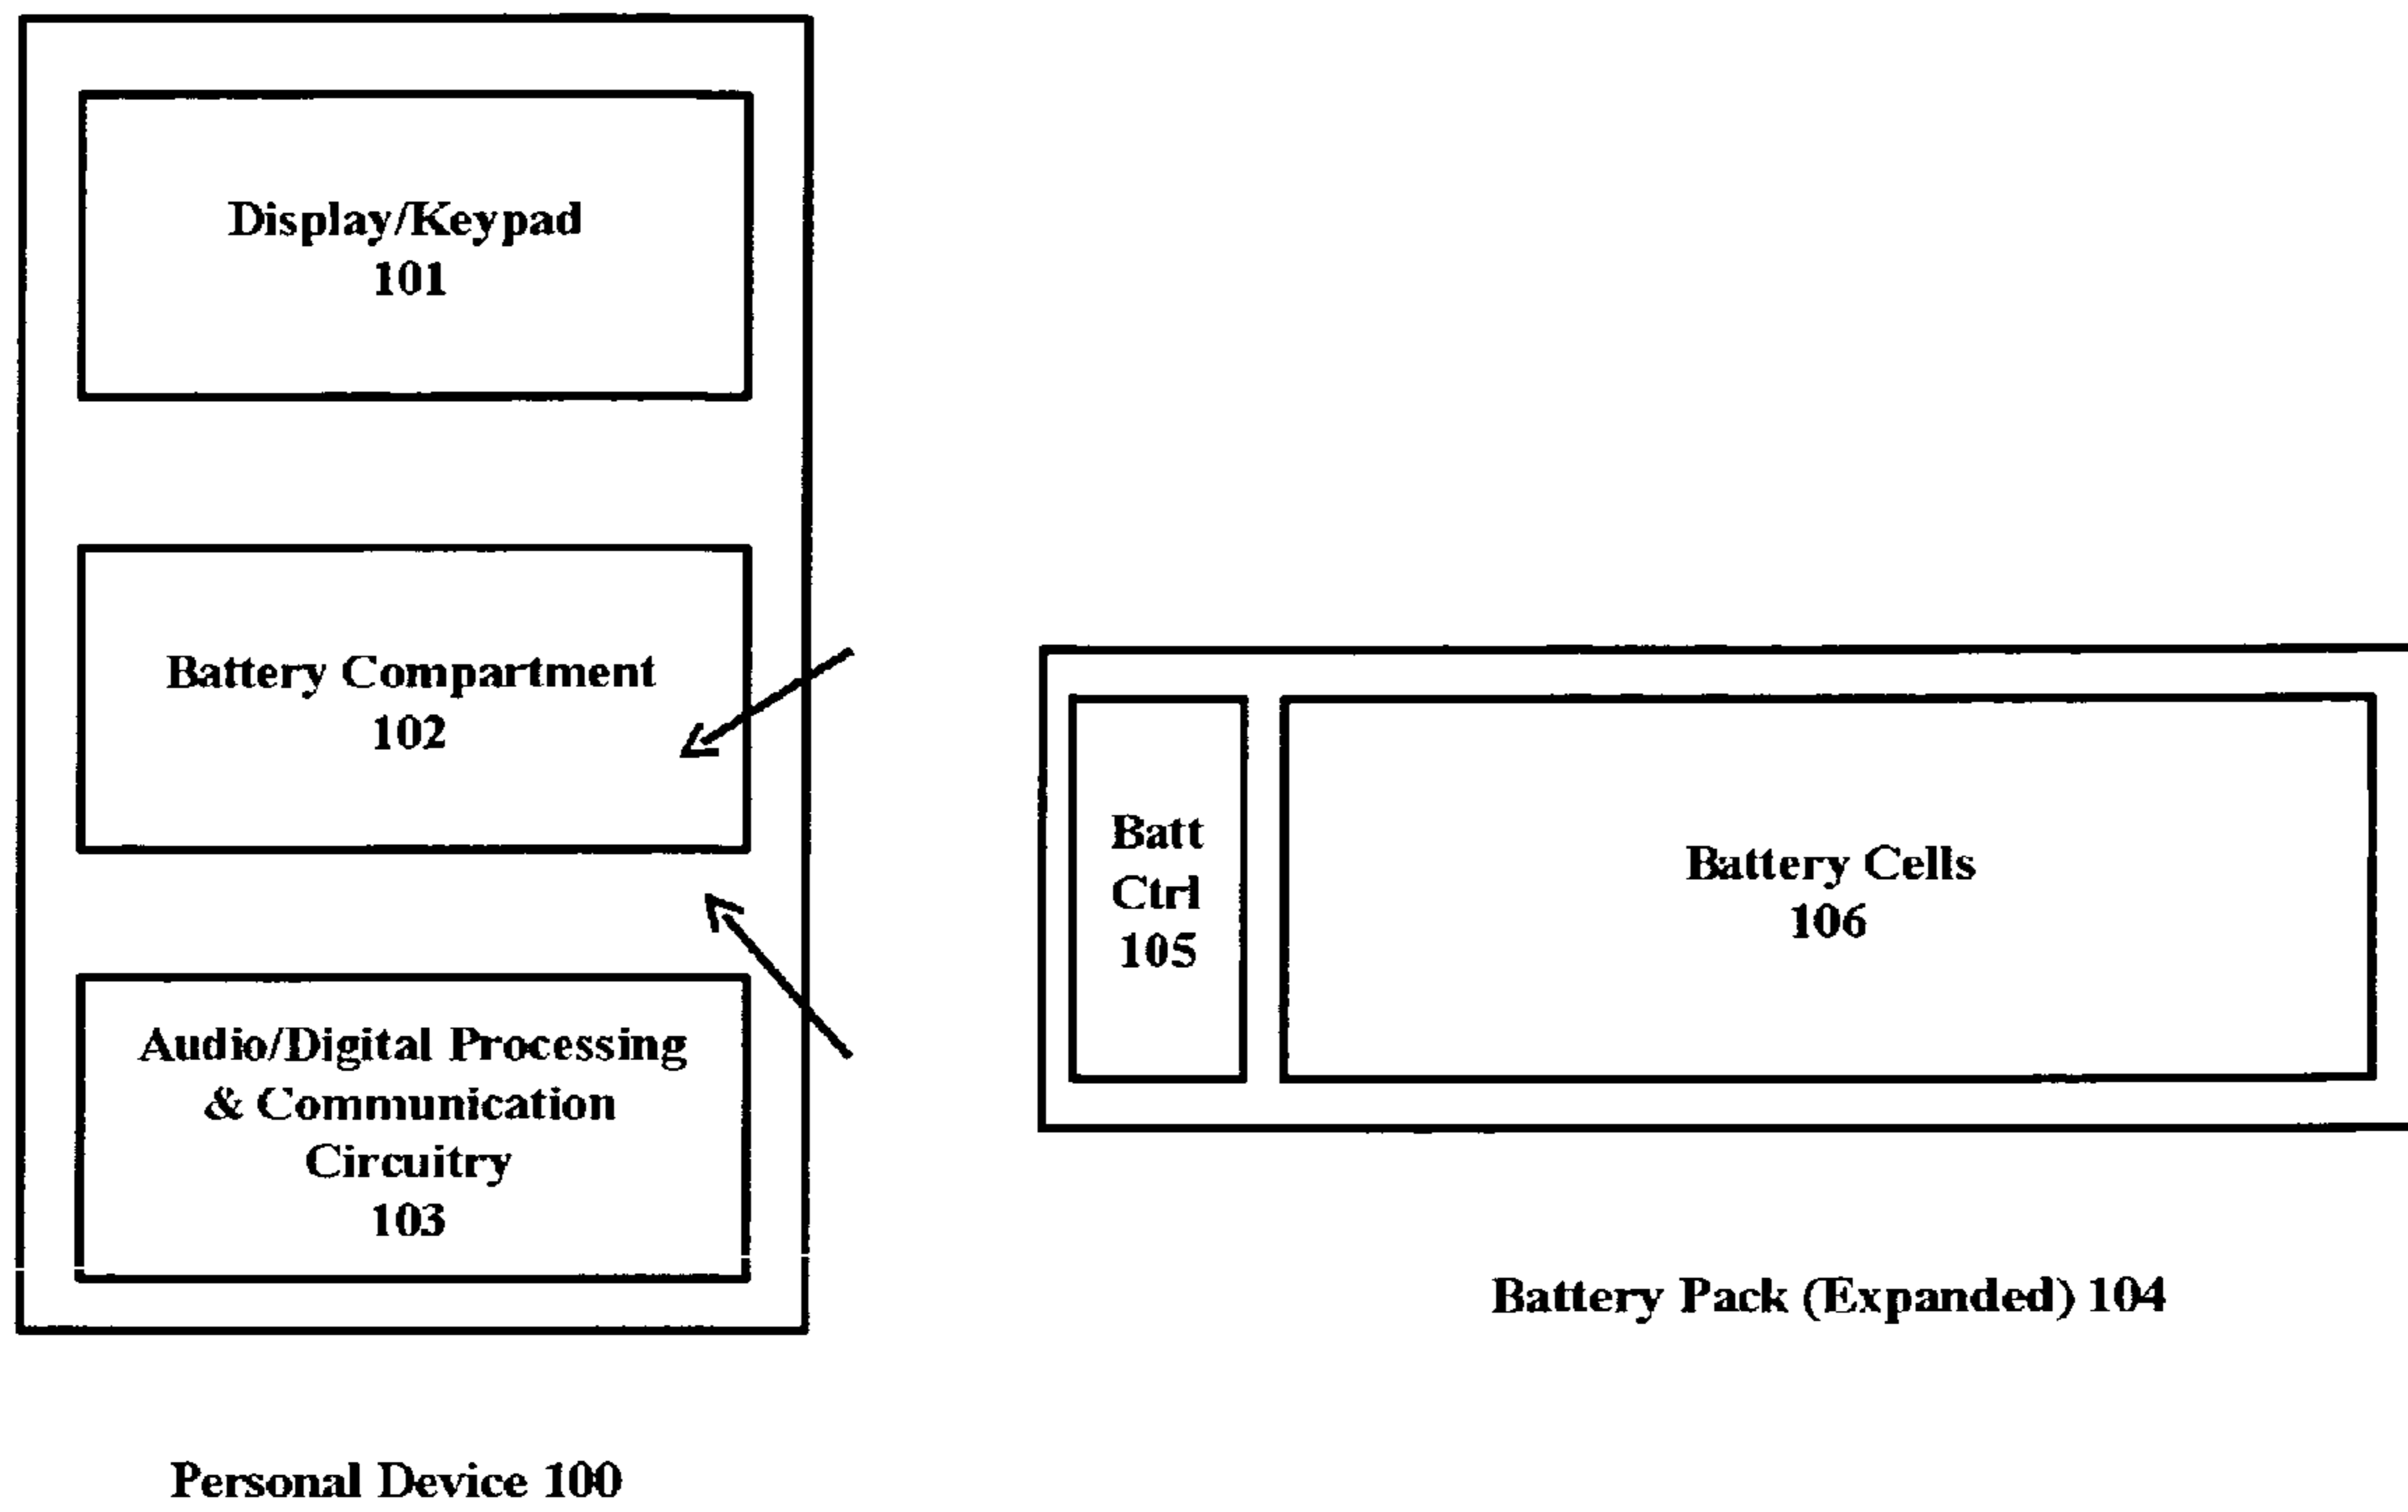 Display/Keypad
101
Battery Compartment
102
Audio/Digital Processing
& Communication
Circuitry
103
Personal Device 100
Batt
Ctrl
105
Battery Cells
106
Battery Pack (Expanded) 104